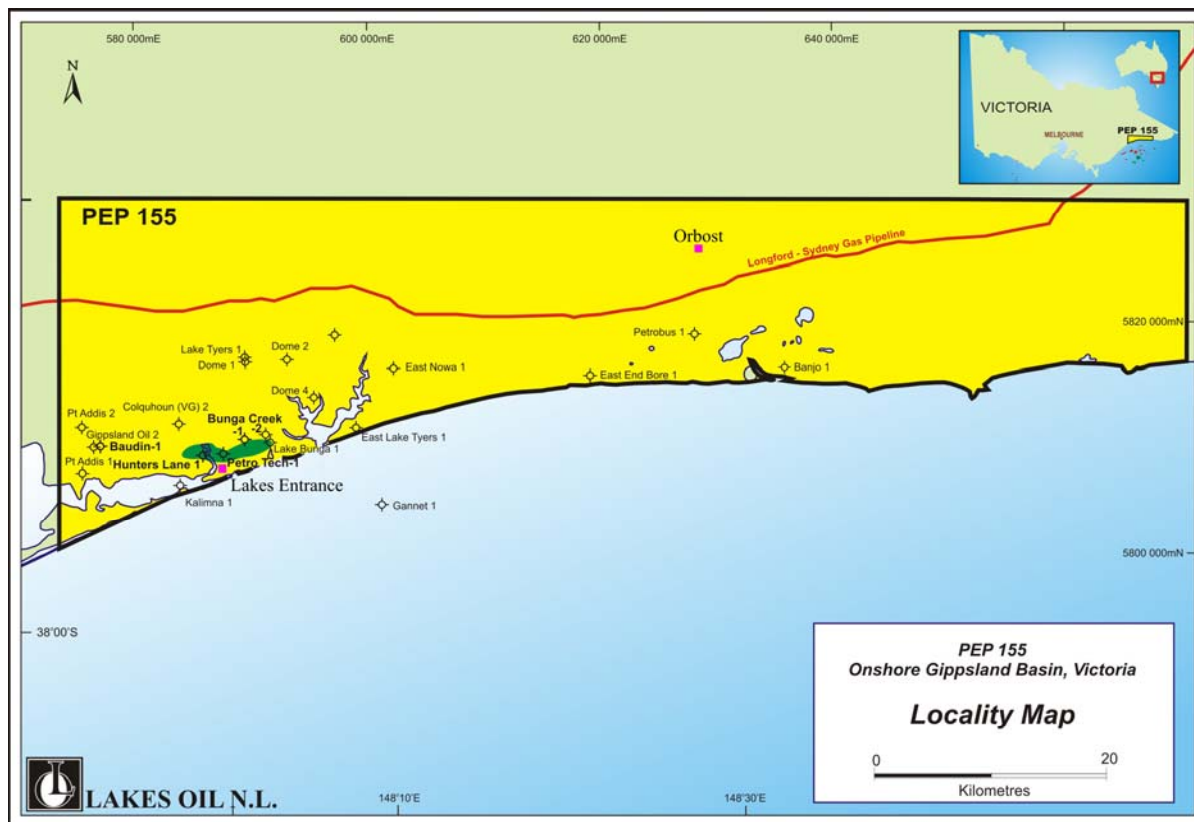 580 000mE
600 000mE
620 000mE
640 000mE
N
VICTORIA
MELBOURNE
PEP 155
PEP 155
Orbost
Longford - Sydney Gas Pipeline
5820 000mN
Petrobus 1
Lake Tyers 1
Dome 2
Dome 1
East Nowa 1
Banjo 1
East End Bore 1
Dome 4
Colquhoun (VG) 2
Pt Addis 2
Bunga Creek
-1 -2
Gippsland Oil 2
East Lake Tyers 1
Baudin-1
Lake Bunga 1
Pt Addis 1
Hunters Lane 1
Petro Tech-1
Lakes Entrance
Kalimna 1
Gannet 1
5800 000mN
38°00'S
PEP 155
Onshore Gippsland Basin, Victoria
Locality Map
0 20
Kilometres
LAKES OIL N.L.
148°10'E
148°30'E